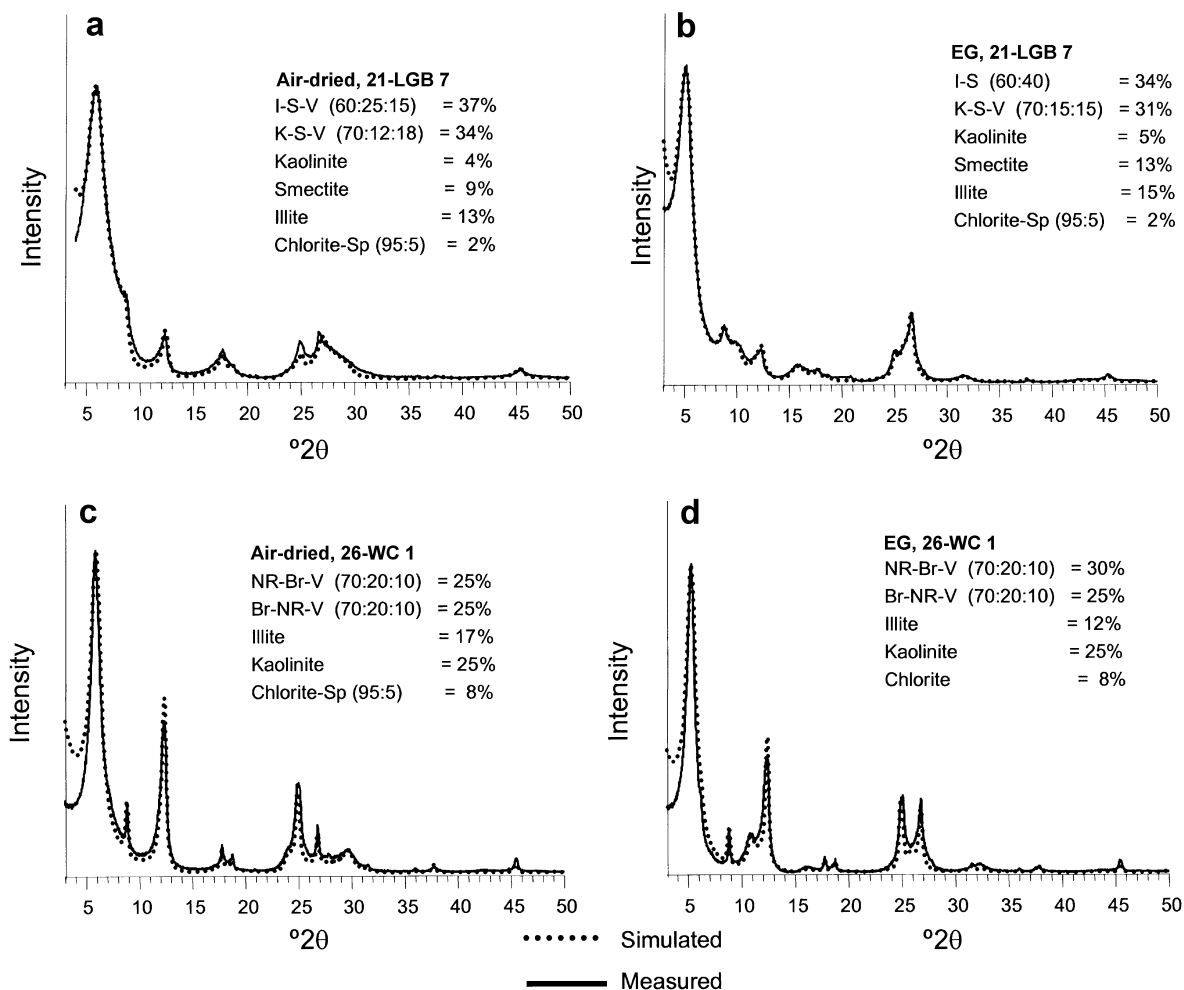 a
Air-dried, 21-LGB 7
I-S-V (60:25:15) = 37%
K-S-V (70:12:18) = 34%
Kaolinite = 4%
Smectite = 9%
Illite = 13%
Chlorite-Sp (95:5) = 2%
Intensity
5 10 15 20 25 30 35 40 45 50
º2θ
b
EG, 21-LGB 7
I-S (60:40) = 34%
K-S-V (70:15:15) = 31%
Kaolinite = 5%
Smectite = 13%
Illite = 15%
Chlorite-Sp (95:5) = 2%
Intensity
5 10 15 20 25 30 35 40 45 50
º2θ
c
Air-dried, 26-WC 1
NR-Br-V (70:20:10) = 25%
Br-NR-V (70:20:10) = 25%
Illite = 17%
Kaolinite = 25%
Chlorite-Sp (95:5) = 8%
Intensity
5 10 15 20 25 30 35 40 45 50
º2θ
d
EG, 26-WC 1
NR-Br-V (70:20:10) = 30%
Br-NR-V (70:20:10) = 25%
Illite = 12%
Kaolinite = 25%
Chlorite = 8%
Intensity
5 10 15 20 25 30 35 40 45 50
º2θ
Simulated
Measured